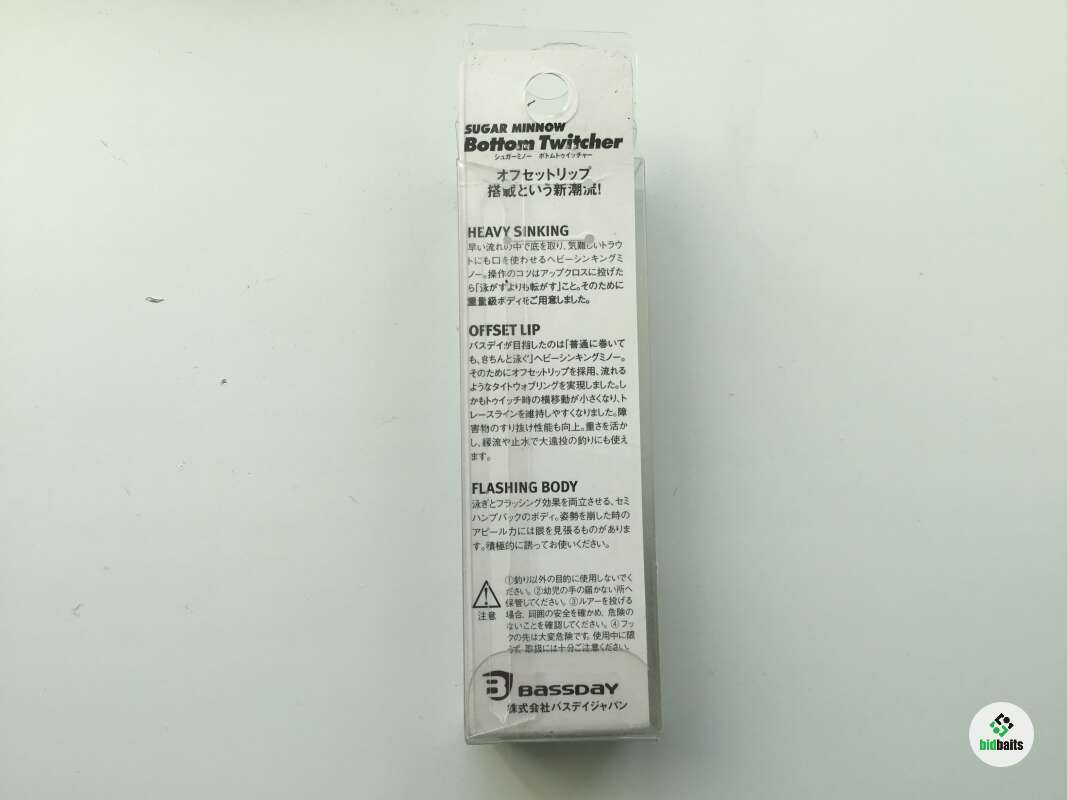 SUGAR MINNOW
Bottom Twitcher
シュガーミノー ボトムトゥイッチャー
オフセットリップ
搭載という新潮流!
HEAVY SINKING
早い流れの中で底を取り、気難しいトラウ
トにも口を使わせるヘビーシンキングミ
ノー。操作のコツはアップクロスに投げた
ら「泳がすよりも転がす」こと。そのために
重量級ボディをご用意しました。
OFFSET LIP
バスデイが目指したのは「普通に巻いて
も、きちんと泳ぐ」ヘビーシンキングミノー。
そのためにオフセットリップを採用、流れる
ようなタイトウォブリングを実現しました。し
かもトゥイッチ時の横移動が小さくなり、ト
レースラインを維持しやすくなりました。障
害物のすり抜け性能も向上。重さを活か
し、緩流や止水で大遠投の釣りにも使え
ます。
FLASHING BODY
泳ぎとフラッシング効果を両立させる、セミ
ハンプバックのボディ。姿勢を崩した時の
アピール力には眼を見張るものがありま
す。積極的に誘ってお使いください。
注意
①釣り以外の目的に使用しないでく
ださい。②幼児の手の届かない所へ
保管してください。③ルアーを投げる
場合、周囲の安全を確かめ、危険の
ないことを確認してください。④フッ
クの先は大変危険です。使用中に限
らず、取扱には十分ご注意ください。
BASSDAY
株式会社バスデイジャパン
bidbaits